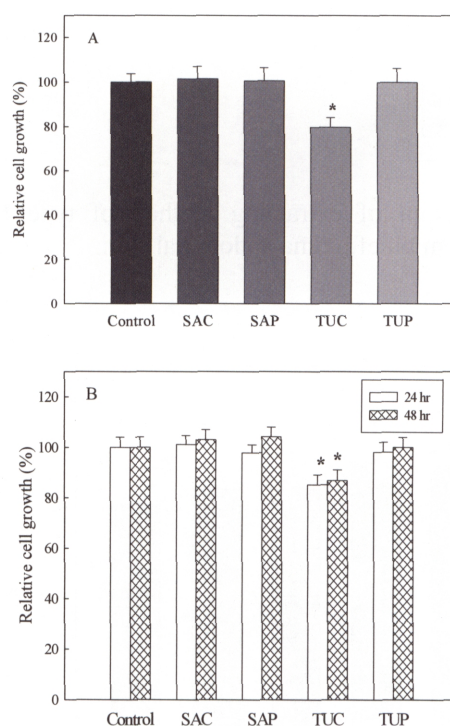 A
Relative cell growth (%)
120
100
80
60
40
20
0
*
Control SAC SAP TUC TUP
B
24 hr
48 hr
Relative cell growth (%)
120
100
80
60
40
20
0
* *
Control SAC SAP TUC TUP